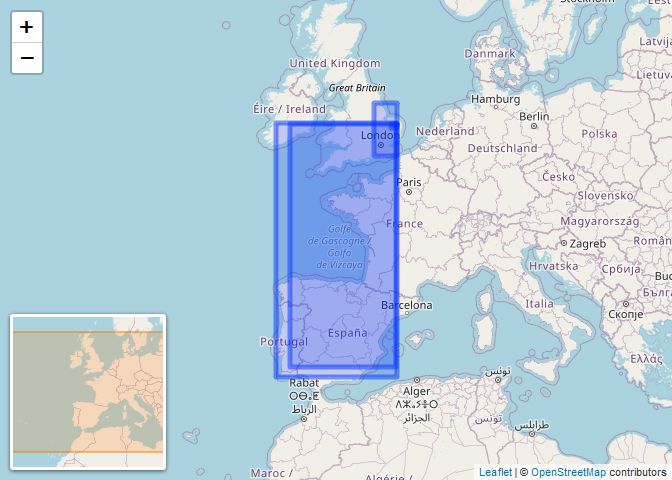 Stockholm
+
−
United Kingdom
Danmark
Latvija
Great Britain
Lietuva
Éire / Ireland
Hamburg
Berlin
Nederland
Polska
London
Deutschland
Česko
Paris
Slovensko
Magyarország
France
Golfe
de Gascogne /
Golfo
de Vizcaya
Zagreb
Hrvatska
Србија
Barcelona
Italia
Скопје
España
Portugal
Ελλάς
تونس
Rabat
ⵔⴱⴰⵟ
الرباط
Alger
الجزائر
تونس
طرابلس
Maroc /
Algérie /
Leaflet | © OpenStreetMap contributors